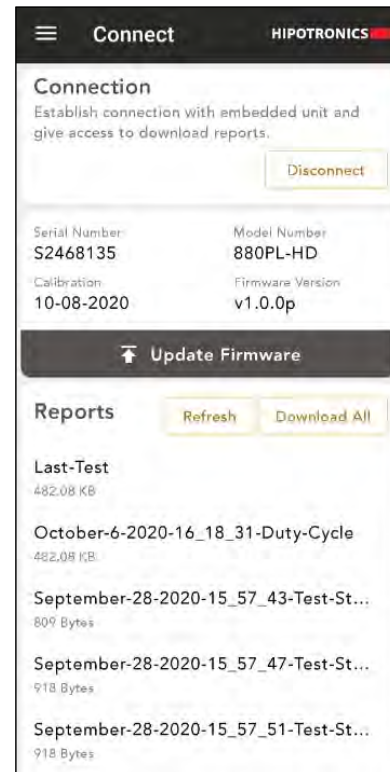 Connect HIPOTRONICS
Connection
Establish connection with embedded unit and
give access to download reports.
Disconnect
Serial Number Model Number
S2468135 880PL-HD
Calibration Firmware Version
10-08-2020 v1.0.0p
Update Firmware
Reports Refresh Download All
Last-Test
482.08 KB
October-6-2020-16_18_31-Duty-Cycle
482.08 KB
September-28-2020-15_57_43-Test-St...
809 Bytes
September-28-2020-15_57_47-Test-St...
918 Bytes
September-28-2020-15_57_51-Test-St...
918 Bytes